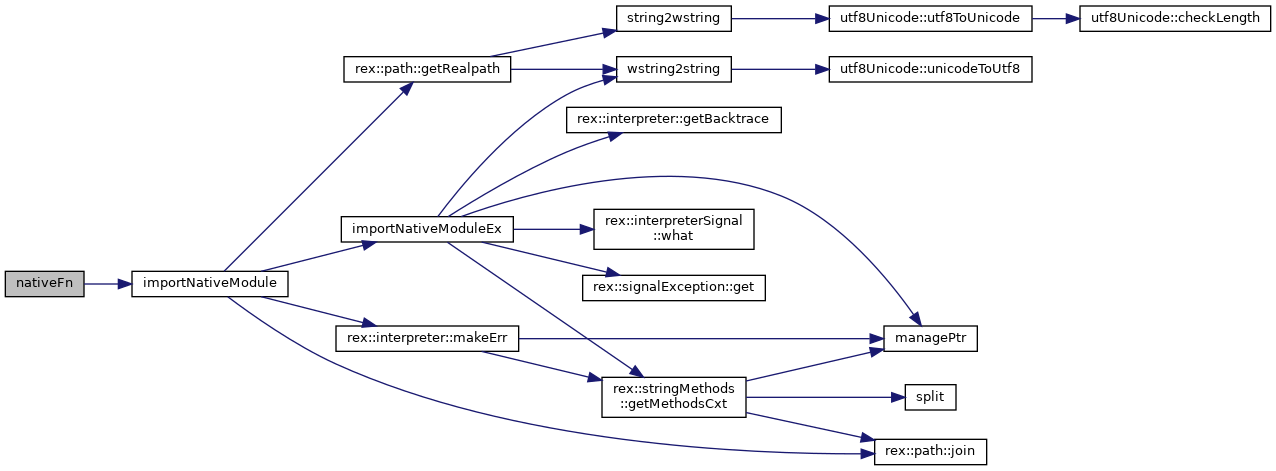 string2wstring
utf8Unicode::utf8ToUnicode
utf8Unicode::checkLength
rex::path::getRealpath
wstring2string
utf8Unicode::unicodeToUtf8
rex::interpreter::getBacktrace
importNativeModuleEx
rex::interpreterSignal
::what
nativeFn
importNativeModule
rex::signalException::get
rex::interpreter::makeErr
managePtr
rex::stringMethods
::getMethodsCxt
split
rex::path::join